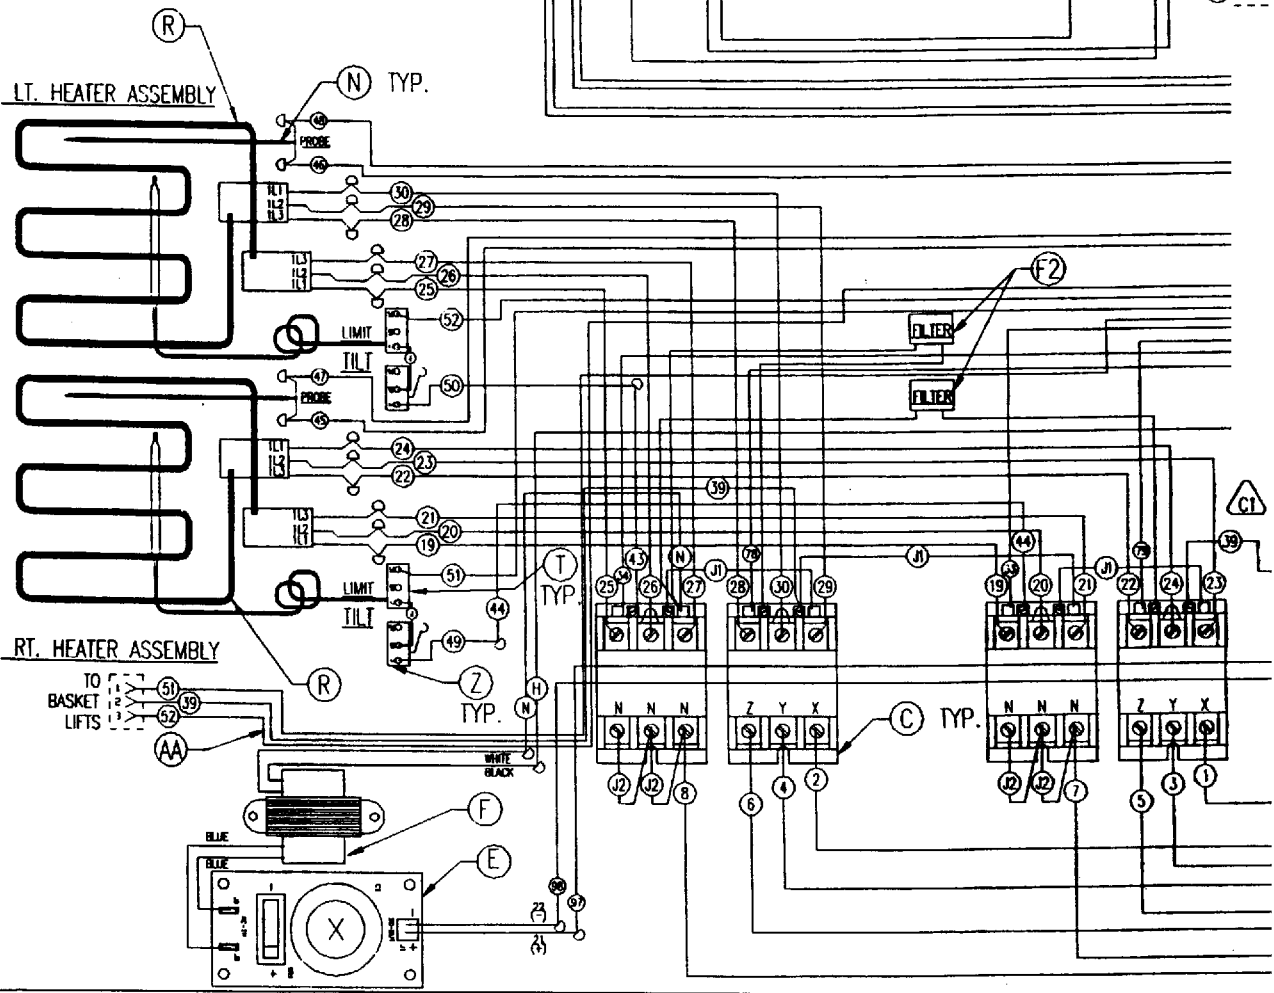 R
N TYP.
LT. HEATER ASSEMBLY
48
PROBE
46
1L1
1L2
1L3
30
29
28
1L3
1L2
1L1
27
26
25
52
LIMIT
TILT
50
F2
FILTER
FILTER
47
PROBE
45
1L1
1L2
1L3
24
23
22
39
1L3
1L2
1L1
21
20
19
C1
51
LIMIT
TILT
T
TYP.
44
49
43
N
J1
78
J1
44
J1
39
25
26
27
28
30
29
19
20
21
22
24
23
RT. HEATER ASSEMBLY
R
Z
TYP.
TO
BASKET
LIFTS
1
2
3
51
39
52
AA
H
N
WHITE
BLACK
N N N
Z Y X
C TYP.
N N N
Z Y X
J2
J2
8
6
4
2
J2
J2
7
5
3
1
F
BLUE
BLUE
E
X
98
97
22
(-)
21
(+)